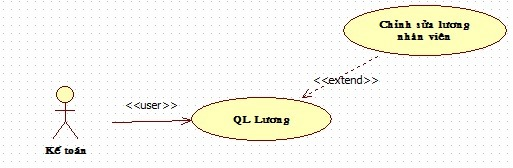 Chỉnh sửa lương
nhân viên
<<extend>>
<<user>>
QL Lương
Kế toán